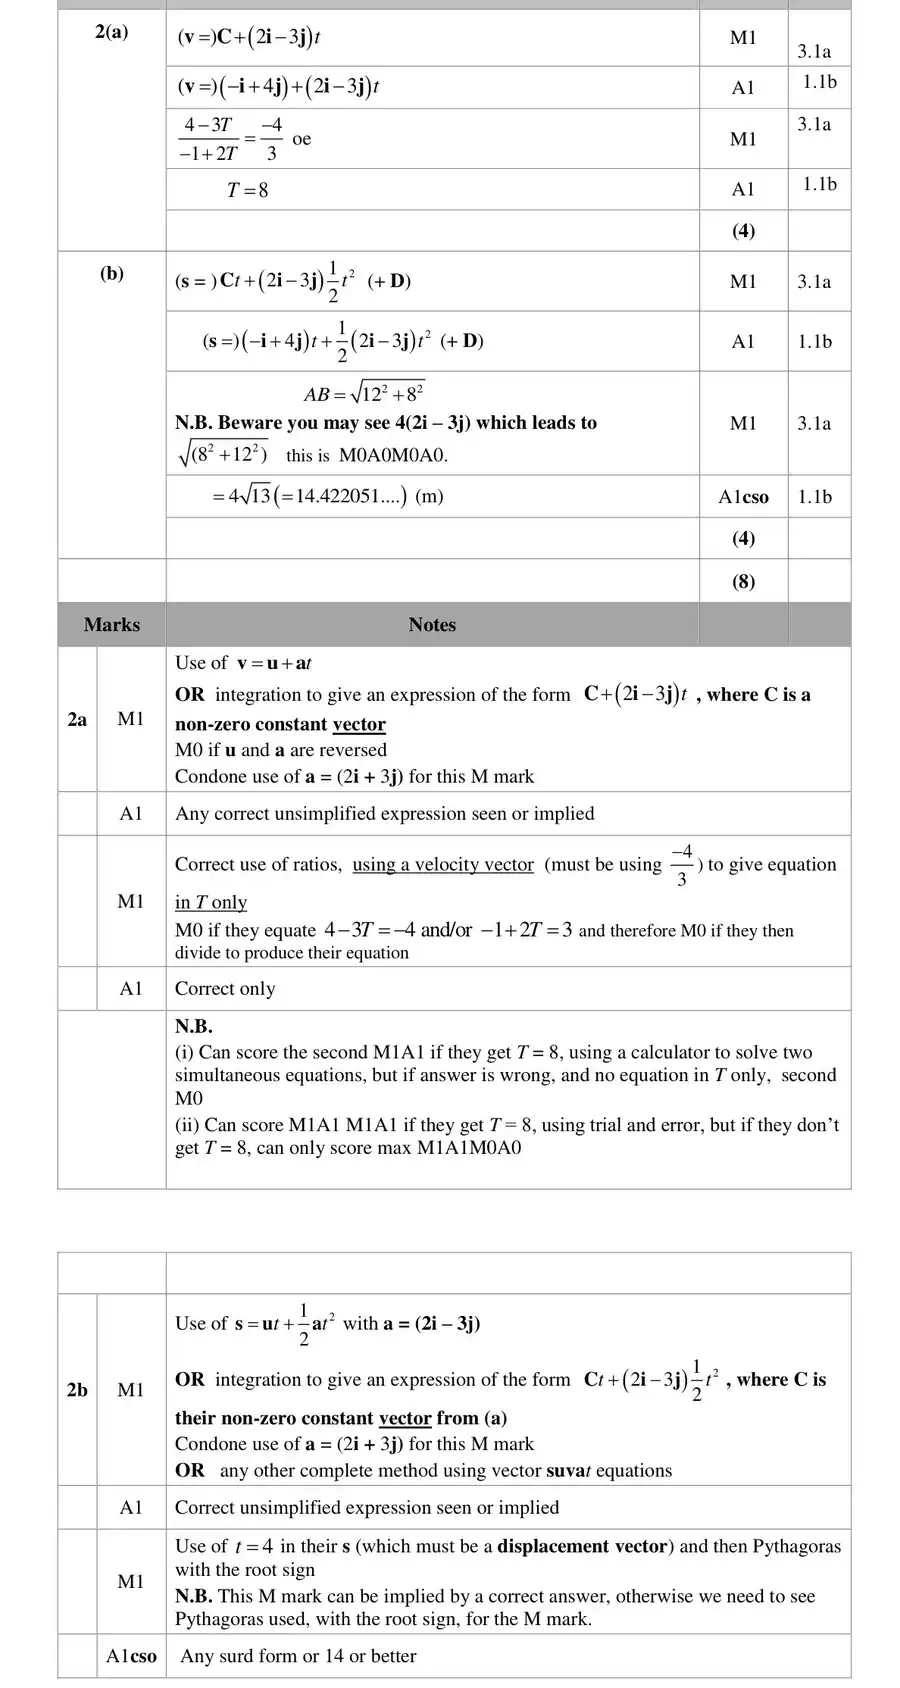 2(a) (v =)C+(2i−3j)t M1 3.1a
(v =)(−i+4j)+(2i−3j)t A1 1.1b
(4−3T)/(−1+2T) = −4/3 oe M1 3.1a
T = 8 A1 1.1b
(4)
(b) (s = ) Ct + (2i−3j)½t² (+ D) M1 3.1a
(s =)(−i+4j)t + ½(2i−3j)t² (+ D) A1 1.1b
AB = √(12² + 8²)
N.B. Beware you may see 4(2i – 3j) which leads to M1 3.1a
√(8² +12²) this is M0A0M0A0.
= 4√13 (= 14.422051....) (m) A1cso 1.1b
(4)
(8)
Marks Notes
Use of v = u + at
OR integration to give an expression of the form C+(2i−3j)t , where C is a
2a M1 non-zero constant vector
M0 if u and a are reversed
Condone use of a = (2i + 3j) for this M mark
A1 Any correct unsimplified expression seen or implied
Correct use of ratios, using a velocity vector (must be using −4/3 ) to give equation
M1 in T only
M0 if they equate 4−3T = −4 and/or −1+2T = 3 and therefore M0 if they then
divide to produce their equation
A1 Correct only
N.B.
(i) Can score the second M1A1 if they get T = 8, using a calculator to solve two
simultaneous equations, but if answer is wrong, and no equation in T only, second
M0
(ii) Can score M1A1 M1A1 if they get T = 8, using trial and error, but if they don’t
get T = 8, can only score max M1A1M0A0
Use of s = ut + ½at² with a = (2i – 3j)
2b M1 OR integration to give an expression of the form Ct + (2i−3j)½t² , where C is
their non-zero constant vector from (a)
Condone use of a = (2i + 3j) for this M mark
OR any other complete method using vector suvat equations
A1 Correct unsimplified expression seen or implied
Use of t = 4 in their s (which must be a displacement vector) and then Pythagoras
with the root sign
M1 N.B. This M mark can be implied by a correct answer, otherwise we need to see
Pythagoras used, with the root sign, for the M mark.
A1cso Any surd form or 14 or better